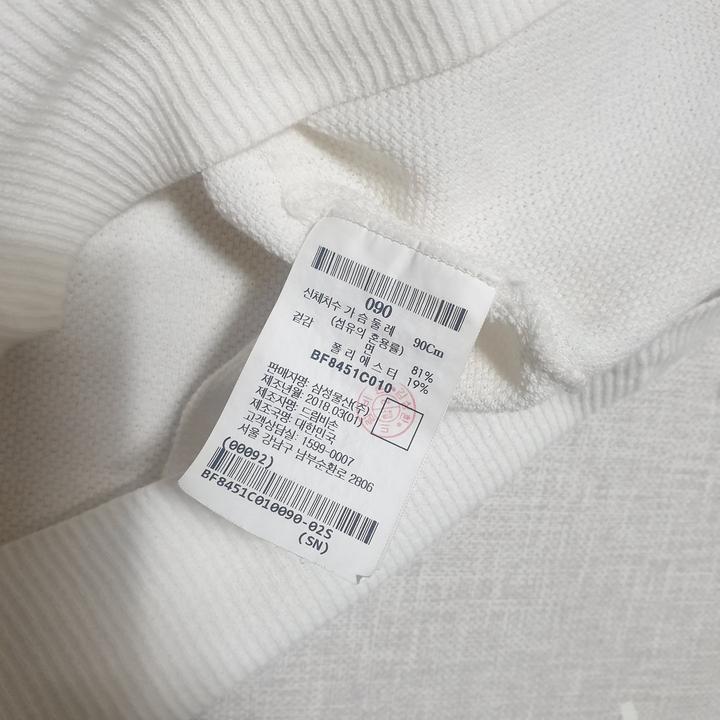 090
신체치수 가슴둘레 90Cm
겉감 (섬유의 혼용률)
면 81%
폴리에스터 19%
BF8451C010
판매자명: 삼성물산(주)
제조년월: 2018.03(01)
제조자명: 드림비손
제조국명: 대한민국
고객상담실: 1599-0007
서울 강남구 남부순환로 2806
(00092)
BF8451C010090-02S
(SN)